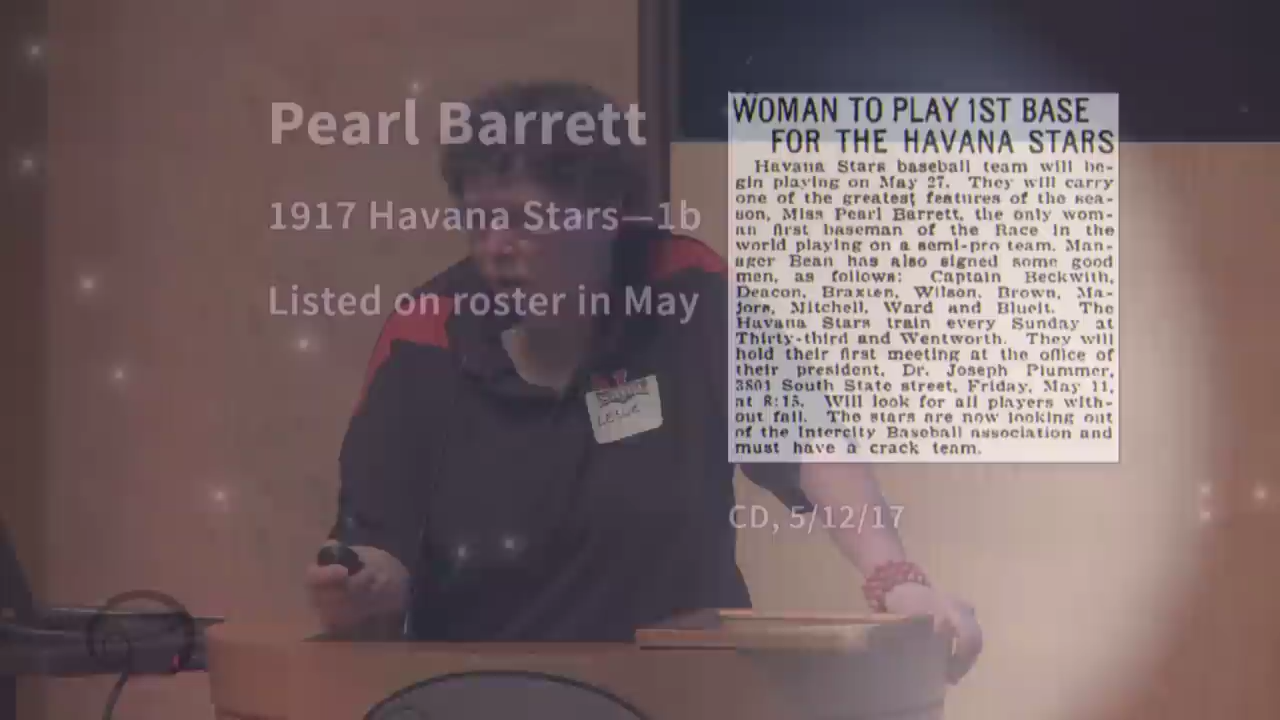 Pearl Barrett
1917 Havana Stars—1b
Listed on roster in May
WOMAN TO PLAY 1ST BASE
FOR THE HAVANA STARS
Havana Stars baseball team will be-
gin playing on May 27. They will carry
one of the greatest features of the sea-
son, Miss Pearl Barrett, the only wom-
an first baseman of the Race in the
world playing on a semi-pro team. Man-
ager Bean has also signed some good
men, as follows: Captain Beckwith,
Deacon, Braxten, Wilson, Brown, Ma-
jors, Mitchell, Ward and Blueit. The
Havana Stars train every Sunday at
Thirty-third and Wentworth. They will
hold their first meeting at the office of
their president, Dr. Joseph Plummer,
3801 South State street, Friday, May 11,
at 8:15. Will look for all players with-
out fail. The stars are now looking out
of the Intercity Baseball association and
must have a crack team.
CD, 5/12/17
LESLIE